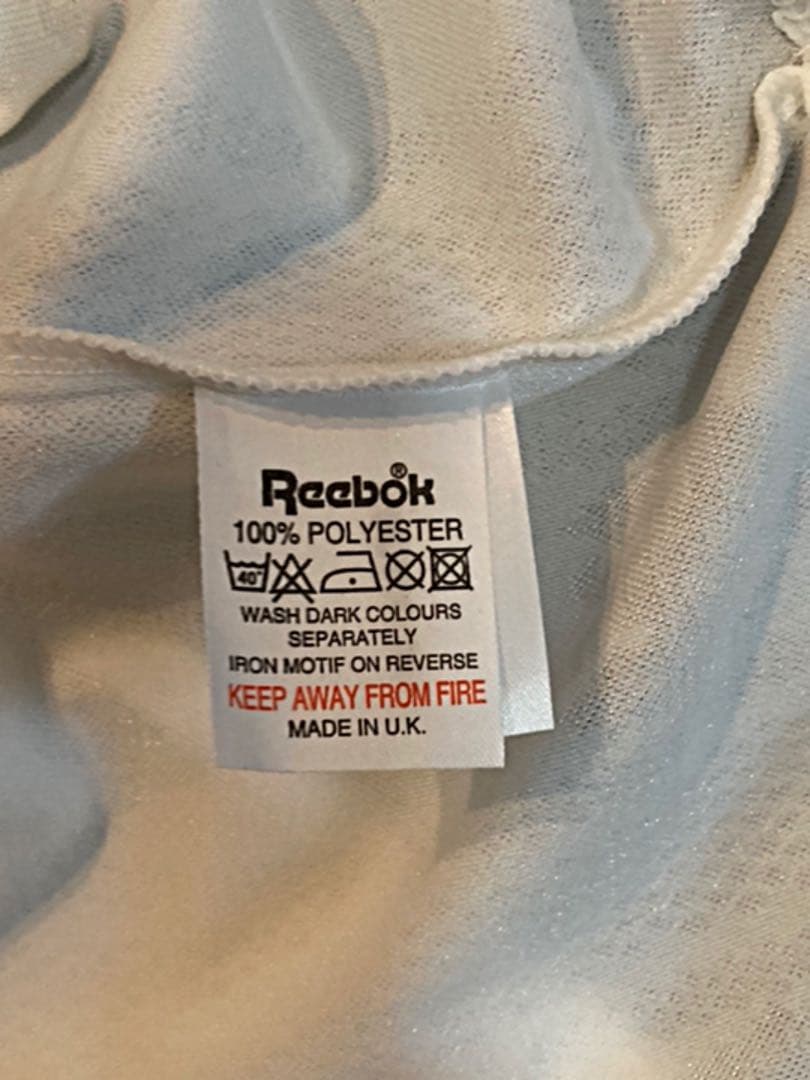 Reebok®
100% POLYESTER
40°
WASH DARK COLOURS
SEPARATELY
IRON MOTIF ON REVERSE
KEEP AWAY FROM FIRE
MADE IN U.K.